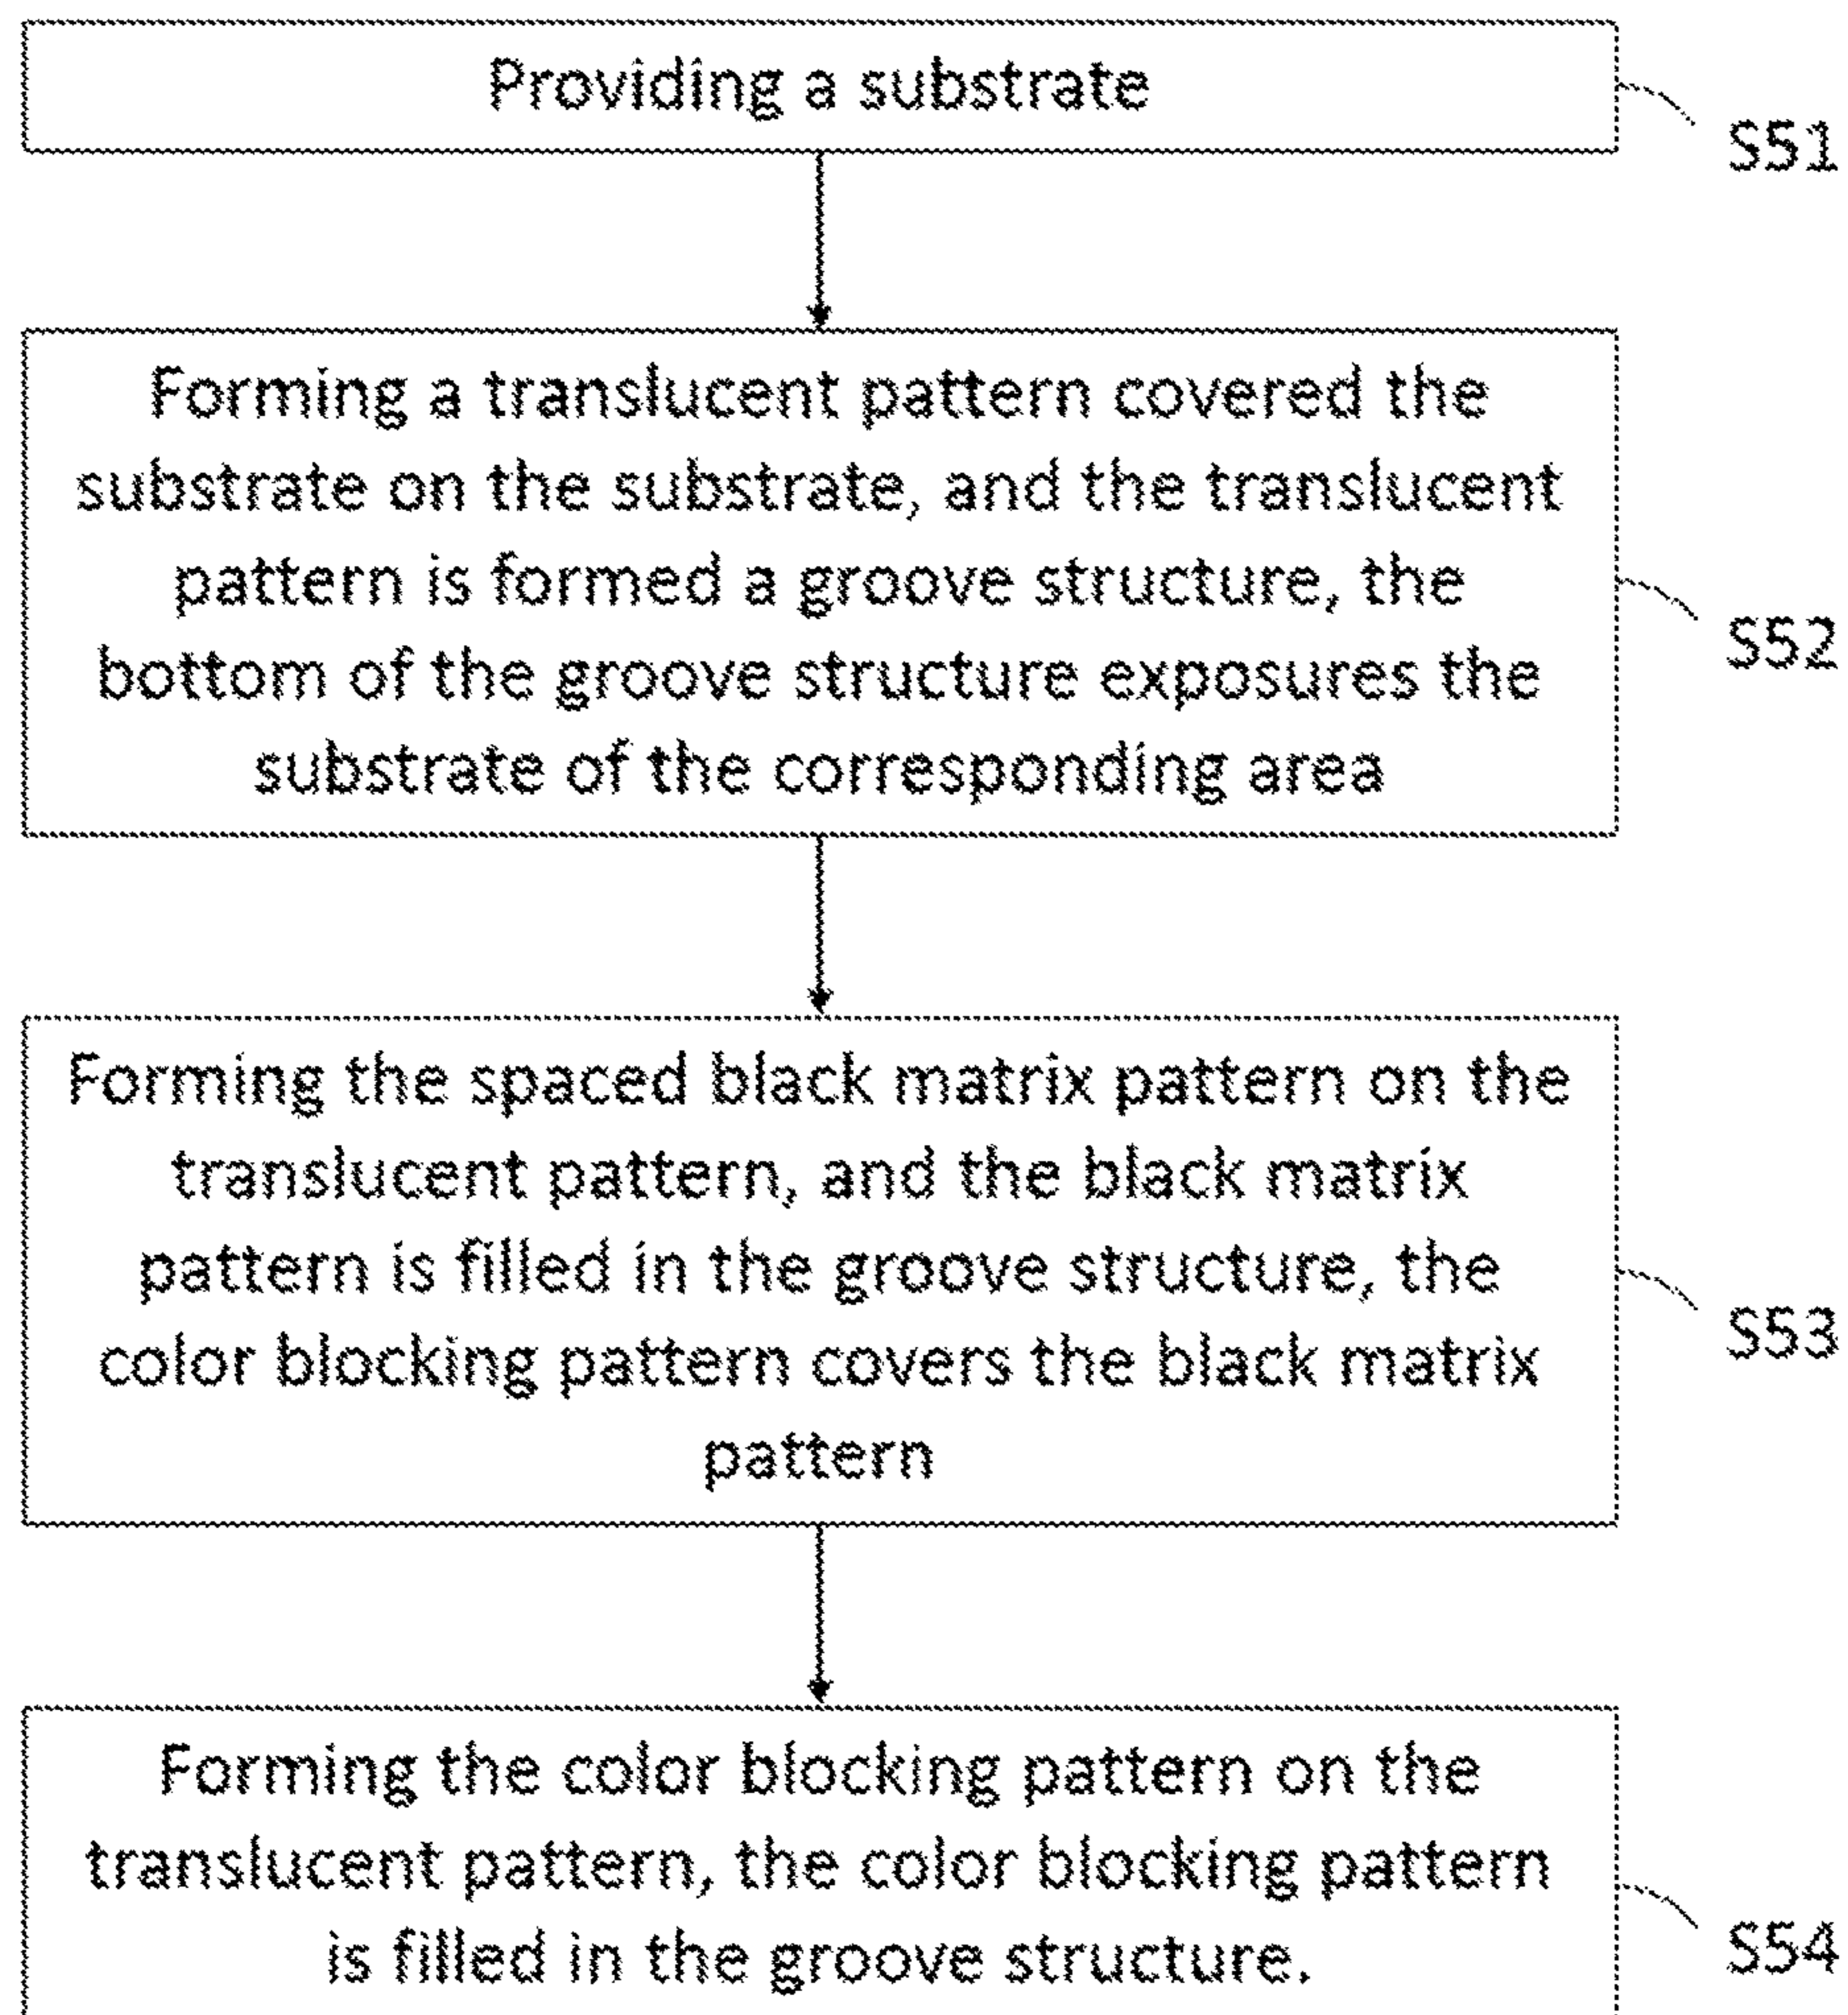 Providing a substrate
S51
Forming a translucent pattern covered the
substrate on the substrate, and the translucent
pattern is formed a groove structure, the
bottom of the groove structure exposures the
substrate of the corresponding area
S52
Forming the spaced black matrix pattern on the
translucent pattern, and the black matrix
pattern is filled in the groove structure, the
color blocking pattern covers the black matrix
pattern
S53
Forming the color blocking pattern on the
translucent pattern, the color blocking pattern
is filled in the groove structure.
S54